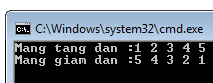 C:\Windows\system32\cmd.exe
Mang tang dan :1 2 3 4 5
Mang giam dan :5 4 3 2 1